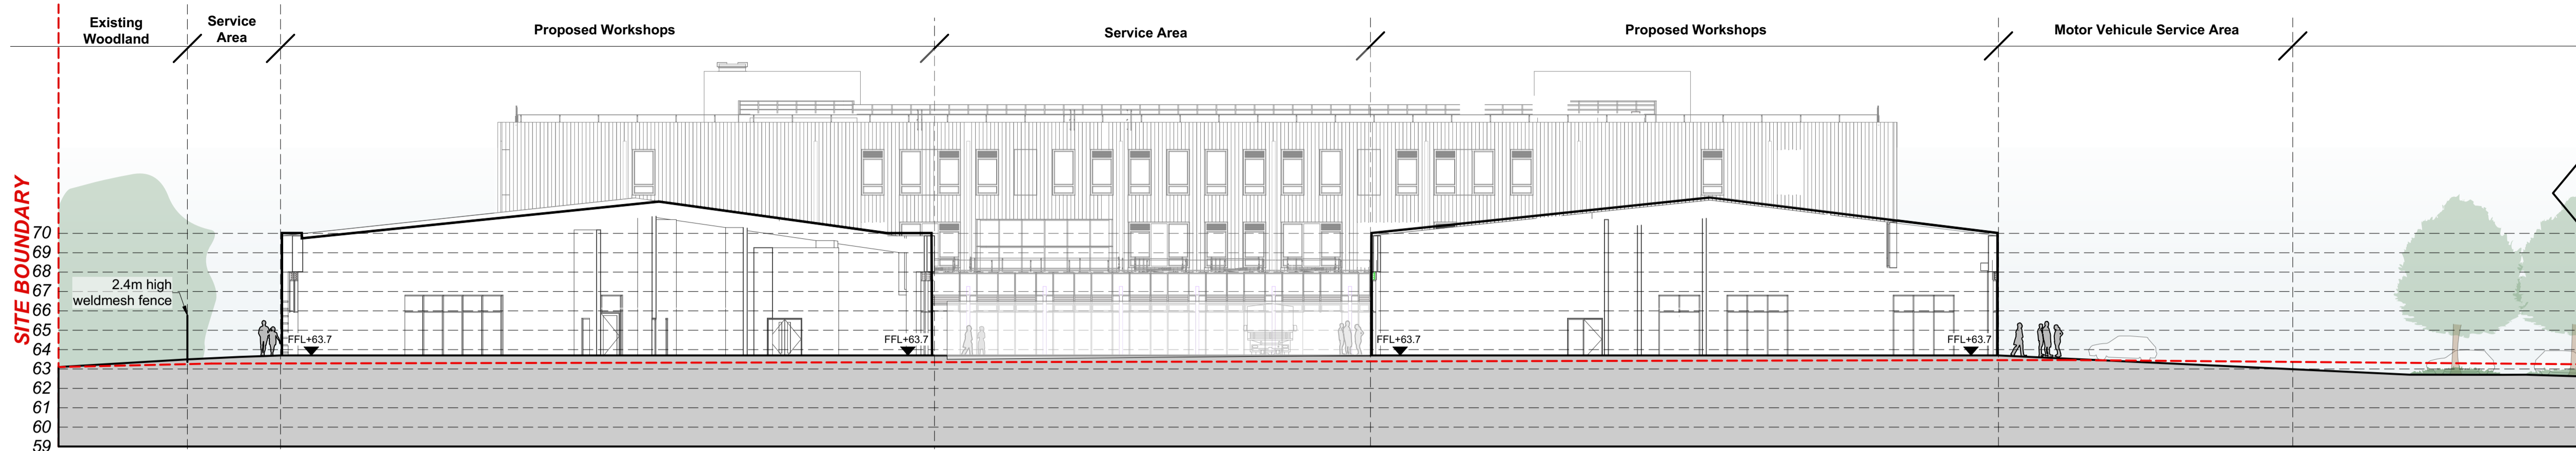 Existing
Woodland
Service
Area
Proposed Workshops
Service Area
Proposed Workshops
Motor Vehicule Service Area
SITE BOUNDARY
70
69
68
67
66
65
64
63
62
61
60
59
2.4m high
weldmesh fence
FFL+63.7
FFL+63.7
FFL+63.7
FFL+63.7